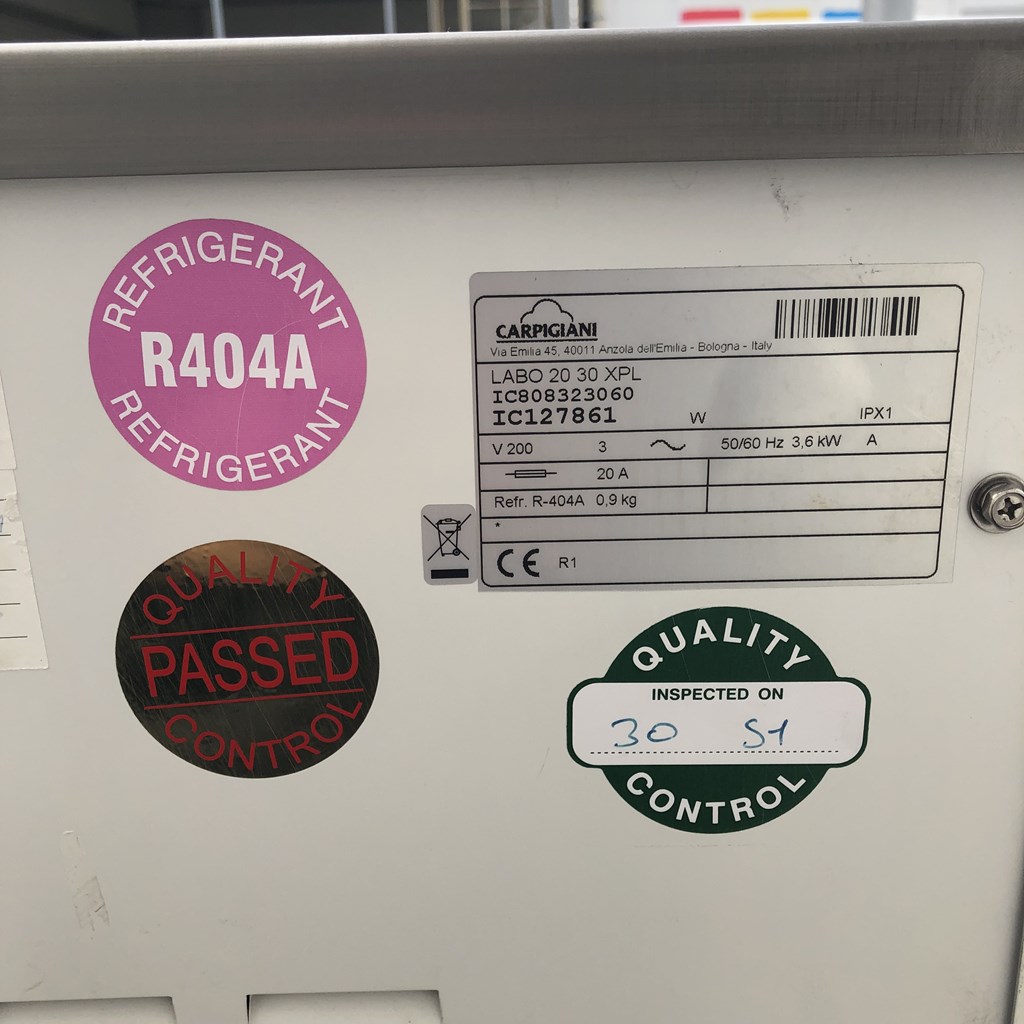 REFRIGERANT
R404A
REFRIGERANT
CARPIGIANI
Via Emilia 45, 40011 Anzola dell'Emilia - Bologna - Italy
LABO 20 30 XPL
IC808323060
IC127861 W IPX1
V 200 3 50/60 Hz 3,6 kW A
20 A
Refr. R-404A 0,9 kg
*
CE R1
QUALITY
PASSED
CONTROL
QUALITY
INSPECTED ON
30 S1
CONTROL